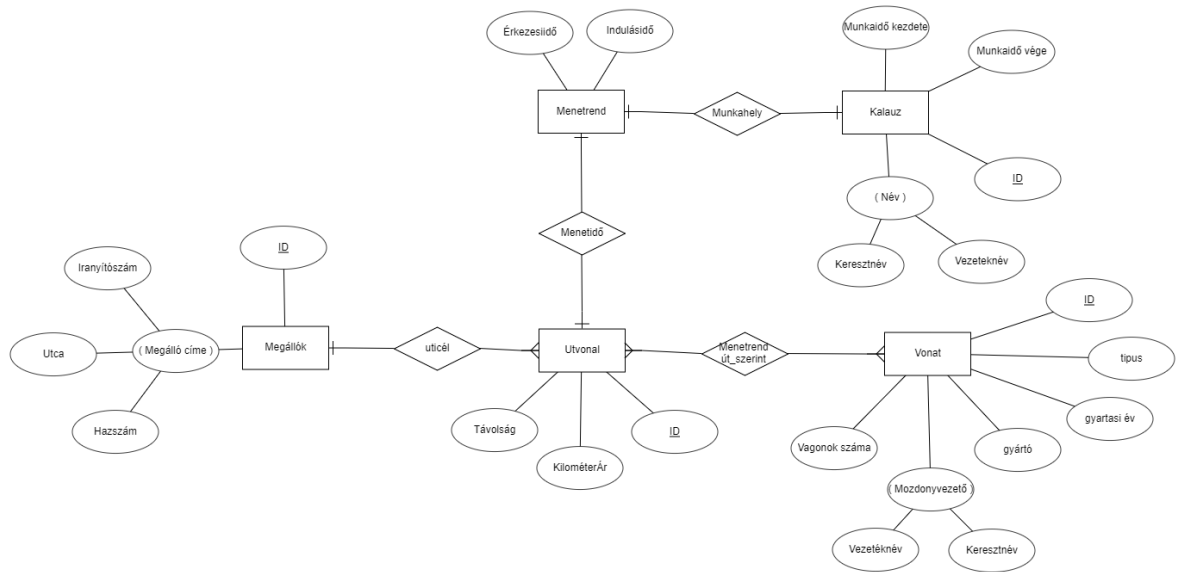 Munkaidő kezdete
Érkezesiidő
Indulásidő
Munkaidő vége
Menetrend
Munkahely
Kalauz
ID
( Név )
Menetidő
Keresztnév
Vezeteknév
ID
Iranyítószám
ID
Utca
( Megálló címe )
Megállók
uticél
Utvonal
Menetrend
út_szerint
Vonat
tipus
gyartasi év
Hazszám
Távolság
ID
KilométerÁr
Vagonok száma
gyártó
( Mozdonyvezető )
Vezetéknév
Keresztnév